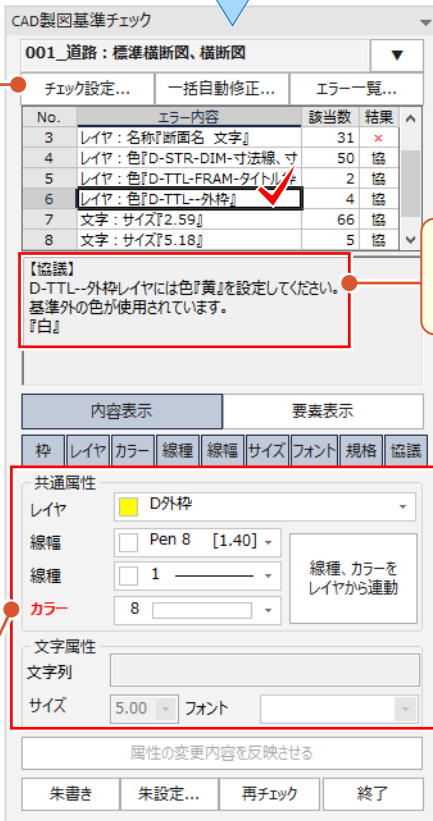 CAD製図基準チェック
001_道路：標準横断図、横断図 ▼
チェック設定... 一括自動修正... エラー一覧...
No. エラー内容 該当数 結果
3 レイヤ：名称『断面名_文字』 31 ×
4 レイヤ：色『D-STR-DIM-寸法線、寸 50 協
5 レイヤ：色『D-TTL-FRAM-タイトル枠 2 協
6 レイヤ：色『D-TTL--外枠』 4 協
7 文字：サイズ『2.59』 66 協
8 文字：サイズ『5.18』 5 協
【協議】
D-TTL--外枠レイヤには色『黄』を設定してください。
基準外の色が使用されています。
『白』
内容表示 要素表示
枠 レイヤ カラー 線種 線幅 サイズ フォント 規格 協議
共通属性
レイヤ D外枠
線幅 Pen 8 [1.40]
線種 1
カラー 8
線種、カラーを
レイヤから連動
文字属性
文字列
サイズ 5.00 フォント
属性の変更内容を反映させる
朱書き 朱設定... 再チェック 終了